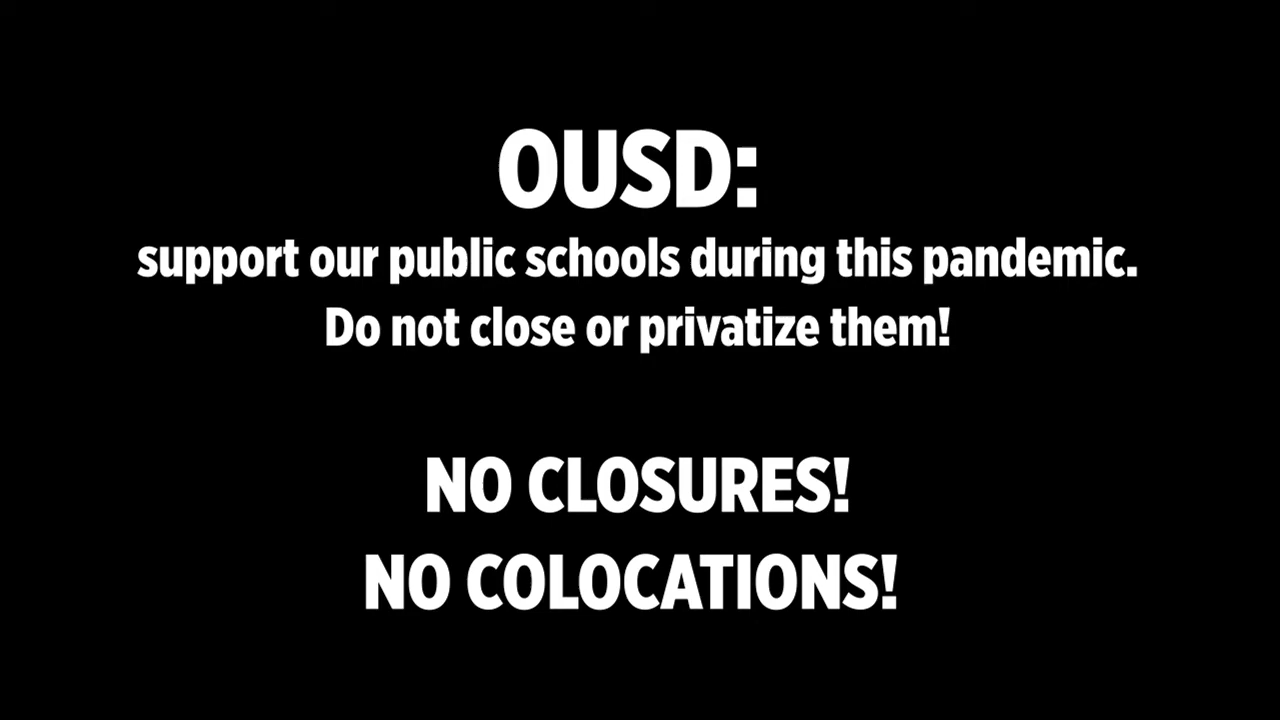 OUSD:
support our public schools during this pandemic.
Do not close or privatize them!
NO CLOSURES!
NO COLOCATIONS!